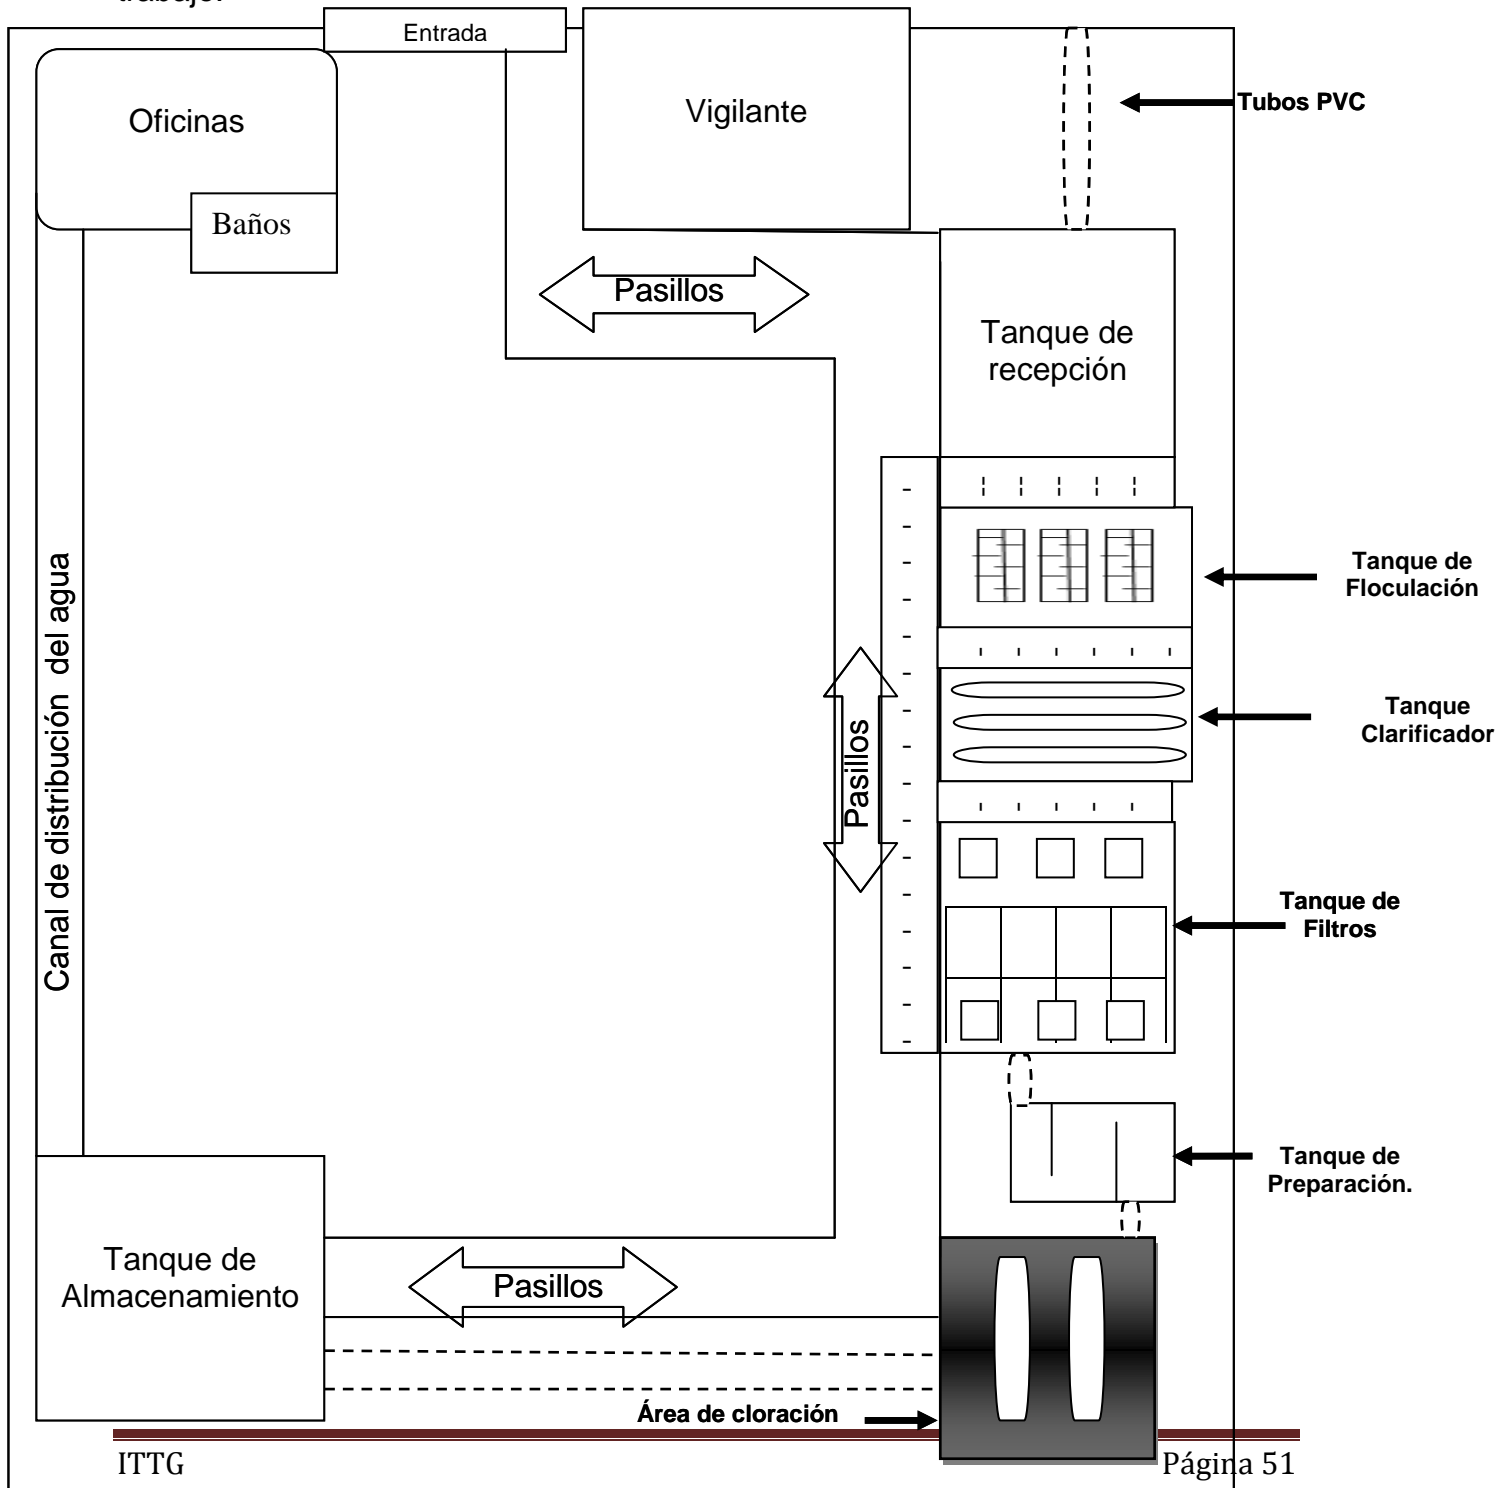 trabajo.
Entrada
Oficinas
Vigilante
Tubos PVC
Baños
Pasillos
Tanque de
recepción
Tanque de
Floculación
Canal de distribución del agua
Pasillos
Tanque
Clarificador
Tanque de
Filtros
Tanque de
Preparación.
Tanque de
Almacenamiento
Pasillos
Área de cloración
ITTG
Página 51